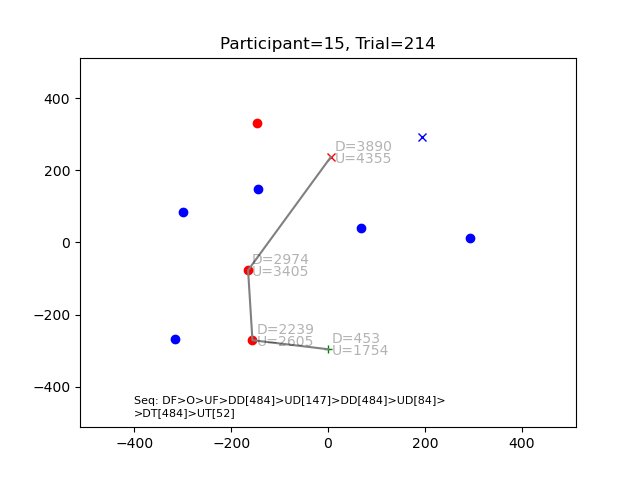 Participant=15, Trial=214
400
200
0
−200
−400
D=3890
U=4355
D=2974
U=3405
D=2239
U=2605
D=453
U=1754
Seq: DF>O>UF>DD[484]>UD[147]>DD[484]>UD[84]>
>DT[484]>UT[52]
−400 −200 0 200 400